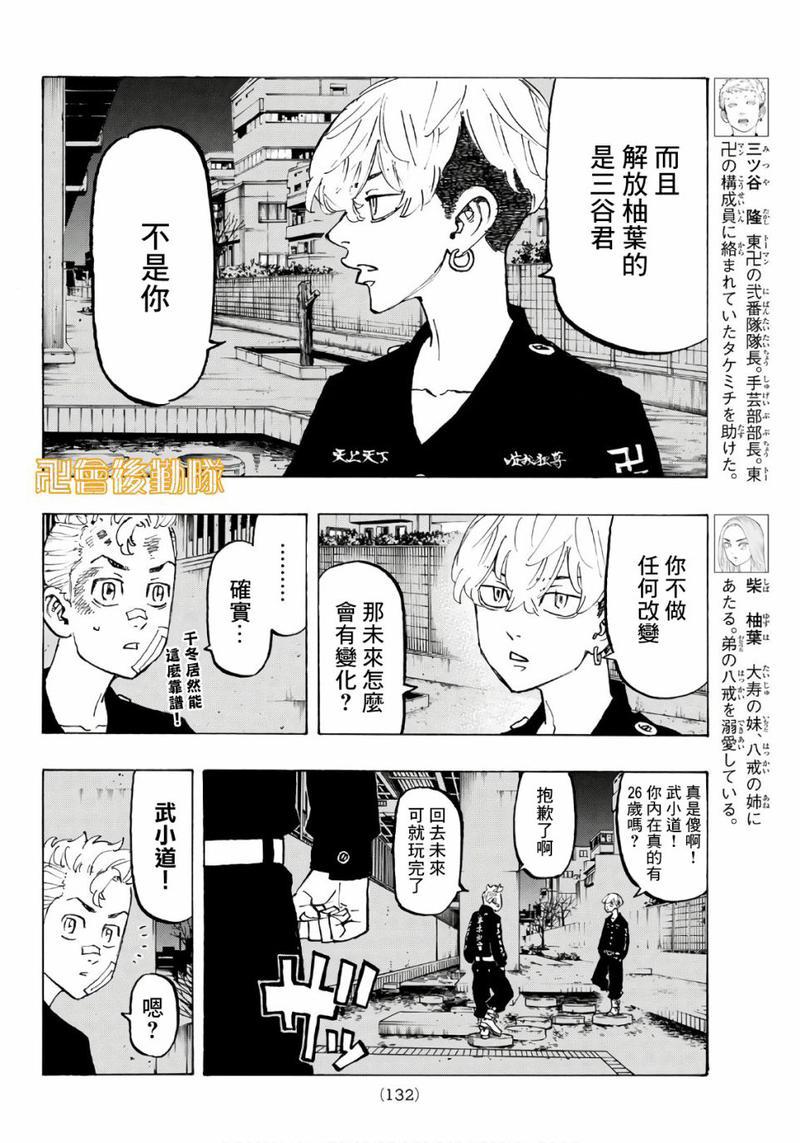 而且
解放柚葉的
是三谷君
不是你
天上天下
唯我独尊
卍
卍會後勤隊
你不做
任何改變
那未來怎麼
會有變化？
………
確實…
千冬居然能
這麼靠譜！
真是傻啊！
武小道！
你內在真的有
26歲嗎？
抱歉了啊
回去未來
可就玩完了
ザッ
武小道！
嗯？
三ツ谷 隆 東卍の弐番隊隊長。手芸部部長。東
卍の構成員に絡まれていたタケミチを助けた。
柴 柚葉 大寿の妹、八戒の姉に
あたる。弟の八戒を溺愛している。
(132)